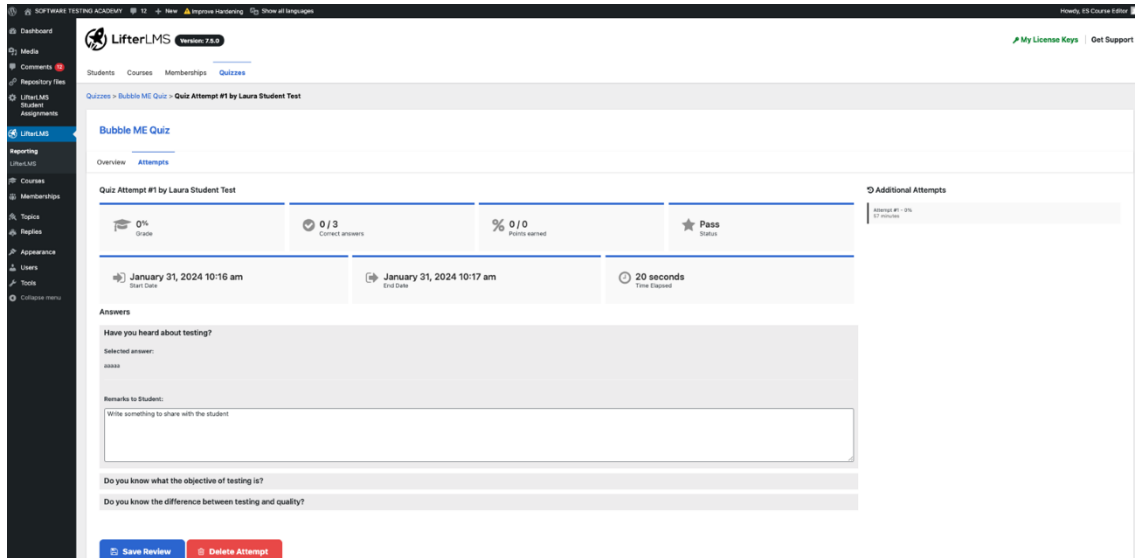 SOFTWARE TESTING ACADEMY 12 + New Improve Hardening Show all languages
Howdy, ES Course Editor
Dashboard
Media
Comments 12
Repository files
LifterLMS
Student
Assignments
LifterLMS
Reporting
LifterLMS
Courses
Memberships
Topics
Replies
Appearance
Users
Tools
Collapse menu
LifterLMS Version: 7.5.0
My License Keys Get Support
Students Courses Memberships Quizzes
Quizzes > Bubble ME Quiz > Quiz Attempt #1 by Laura Student Test
Bubble ME Quiz
Overview Attempts
Quiz Attempt #1 by Laura Student Test
0%
Grade
0 / 3
Correct answers
0 / 0
Points earned
Pass
Status
January 31, 2024 10:16 am
Start Date
January 31, 2024 10:17 am
End Date
20 seconds
Time Elapsed
Answers
Have you heard about testing?
Selected answer:
Remarks to Student:
Write something to share with the student
Do you know what the objective of testing is?
Do you know the difference between testing and quality?
Save Review Delete Attempt
Additional Attempts
Attempt #1 - 0%
57 minutes